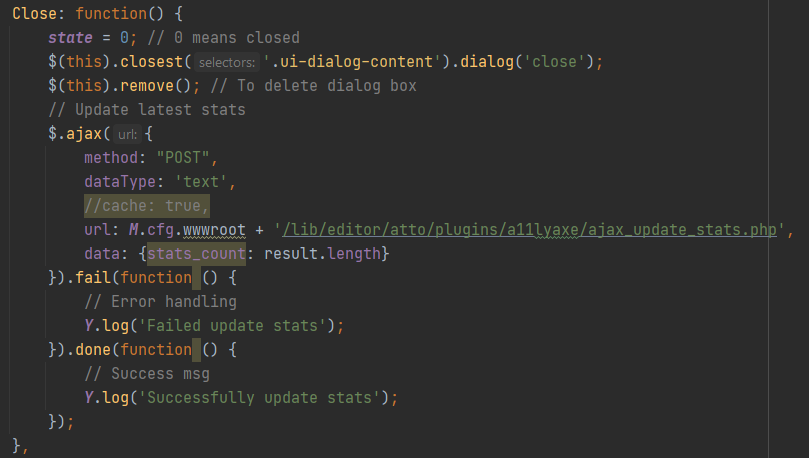 Close: function() {
state = 0; // 0 means closed
$(this).closest( selectors: '.ui-dialog-content').dialog('close');
$(this).remove(); // To delete dialog box
// Update latest stats
$.ajax( url: {
method: "POST",
dataType: 'text',
//cache: true,
url: M.cfg.wwwroot + '/lib/editor/atto/plugins/a11lyaxe/ajax_update_stats.php',
data: {stats_count: result.length}
}).fail(function () {
// Error handling
Y.log('Failed update stats');
}).done(function () {
// Success msg
Y.log('Successfully update stats');
});
},